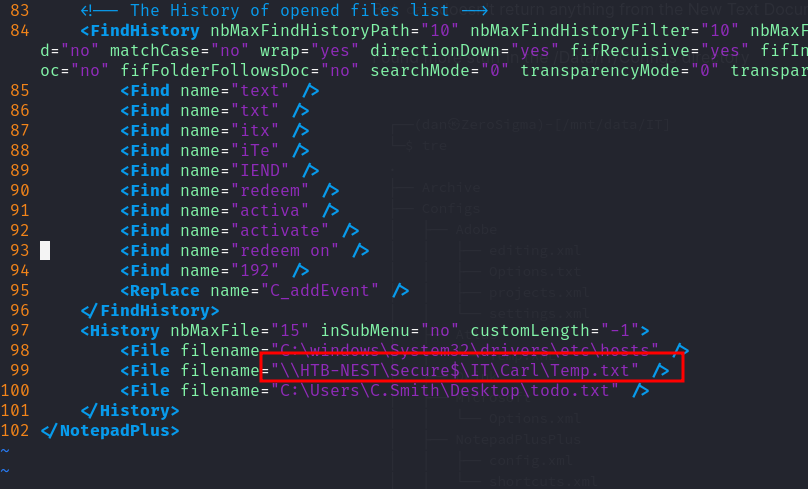 83 <!-- The History of opened files list -->
84 <FindHistory nbMaxFindHistoryPath="10" nbMaxFindHistoryFilter="10" nbMaxF
d="no" matchCase="no" wrap="yes" directionDown="yes" fifRecuisive="yes" fifIn
oc="no" fifFolderFollowsDoc="no" searchMode="0" transparencyMode="0" transpar
85 <Find name="text" />
86 <Find name="txt" />
87 <Find name="itx" />
88 <Find name="iTe" />
89 <Find name="IEND" />
90 <Find name="redeem" />
91 <Find name="activa" />
92 <Find name="activate" />
93 <Find name="redeem on" />
94 <Find name="192" />
95 <Replace name="C_addEvent" />
96 </FindHistory>
97 <History nbMaxFile="15" inSubMenu="no" customLength="-1">
98 <File filename="C:\windows\System32\drivers\etc\hosts" />
99 <File filename="\\HTB-NEST\Secure$\IT\Carl\Temp.txt" />
100 <File filename="C:\Users\C.Smith\Desktop\todo.txt" />
101 </History>
102 </NotepadPlus>
~
~